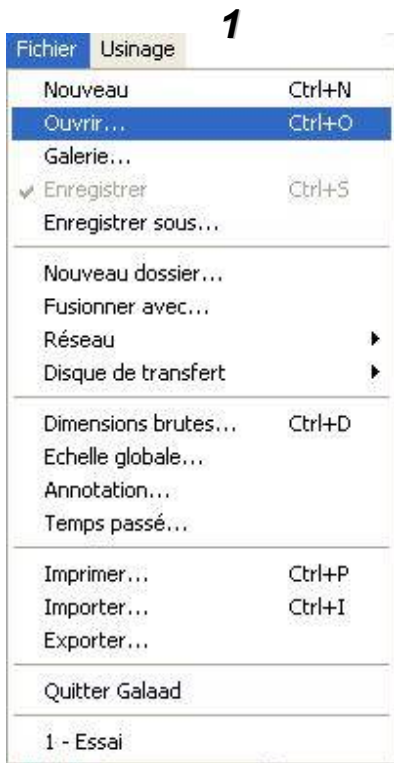 1
Fichier Usinage
Nouveau Ctrl+N
Ouvrir... Ctrl+O
Galerie...
Enregistrer Ctrl+S
Enregistrer sous...
Nouveau dossier...
Fusionner avec...
Réseau
Disque de transfert
Dimensions brutes... Ctrl+D
Echelle globale...
Annotation...
Temps passé...
Imprimer... Ctrl+P
Importer... Ctrl+I
Exporter...
Quitter Galaad
1 - Essai